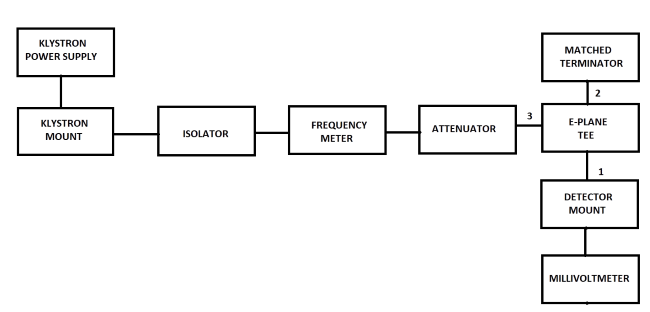 KLYSTRON
POWER SUPPLY
MATCHED
TERMINATOR
2
KLYSTRON
MOUNT
ISOLATOR
FREQUENCY
METER
ATTENUATOR
3
E-PLANE
TEE
1
DETECTOR
MOUNT
MILLIVOLTMETER